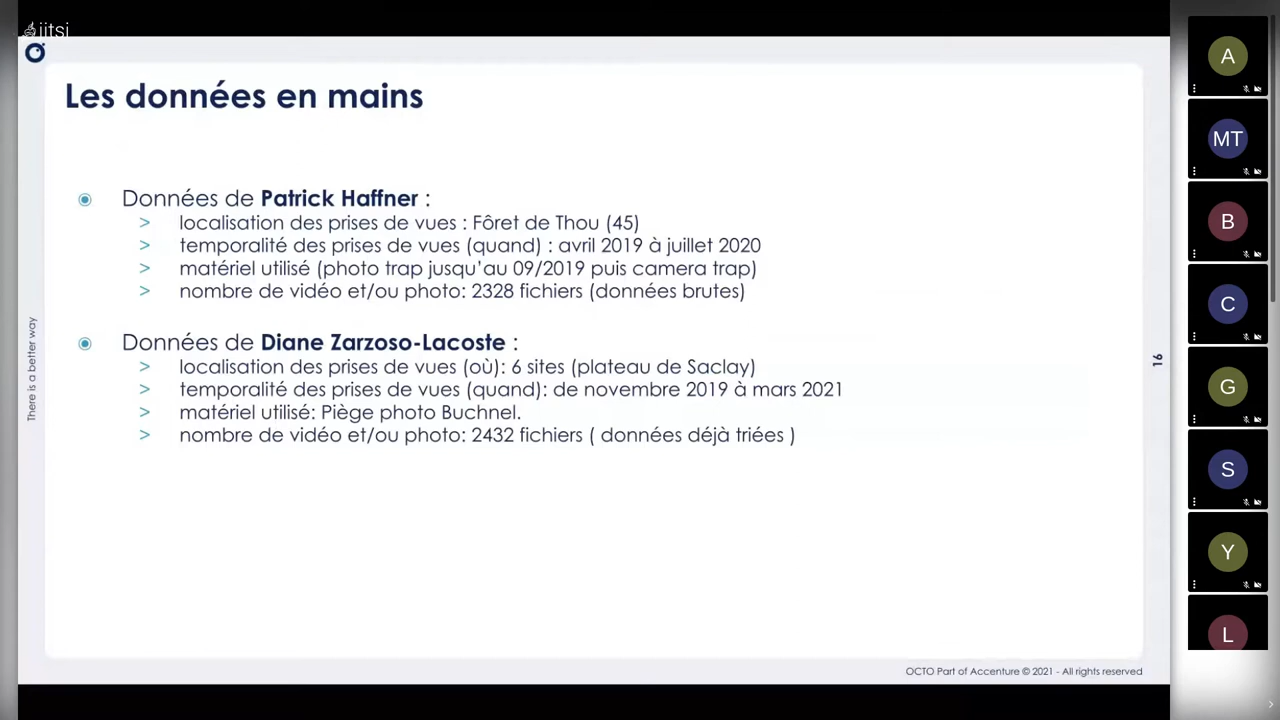 jitsi
Les données en mains
Données de Patrick Haffner :
> localisation des prises de vues : Fôret de Thou (45)
> temporalité des prises de vues (quand) : avril 2019 à juillet 2020
> matériel utilisé (photo trap jusqu'au 09/2019 puis camera trap)
> nombre de vidéo et/ou photo: 2328 fichiers (données brutes)
Données de Diane Zarzoso-Lacoste :
> localisation des prises de vues (où): 6 sites (plateau de Saclay)
> temporalité des prises de vues (quand): de novembre 2019 à mars 2021
> matériel utilisé: Piège photo Buchnel.
> nombre de vidéo et/ou photo: 2432 fichiers ( données déjà triées )
There is a better way
16
OCTO Part of Accenture © 2021 - All rights reserved
A
MT
B
C
G
S
Y
L